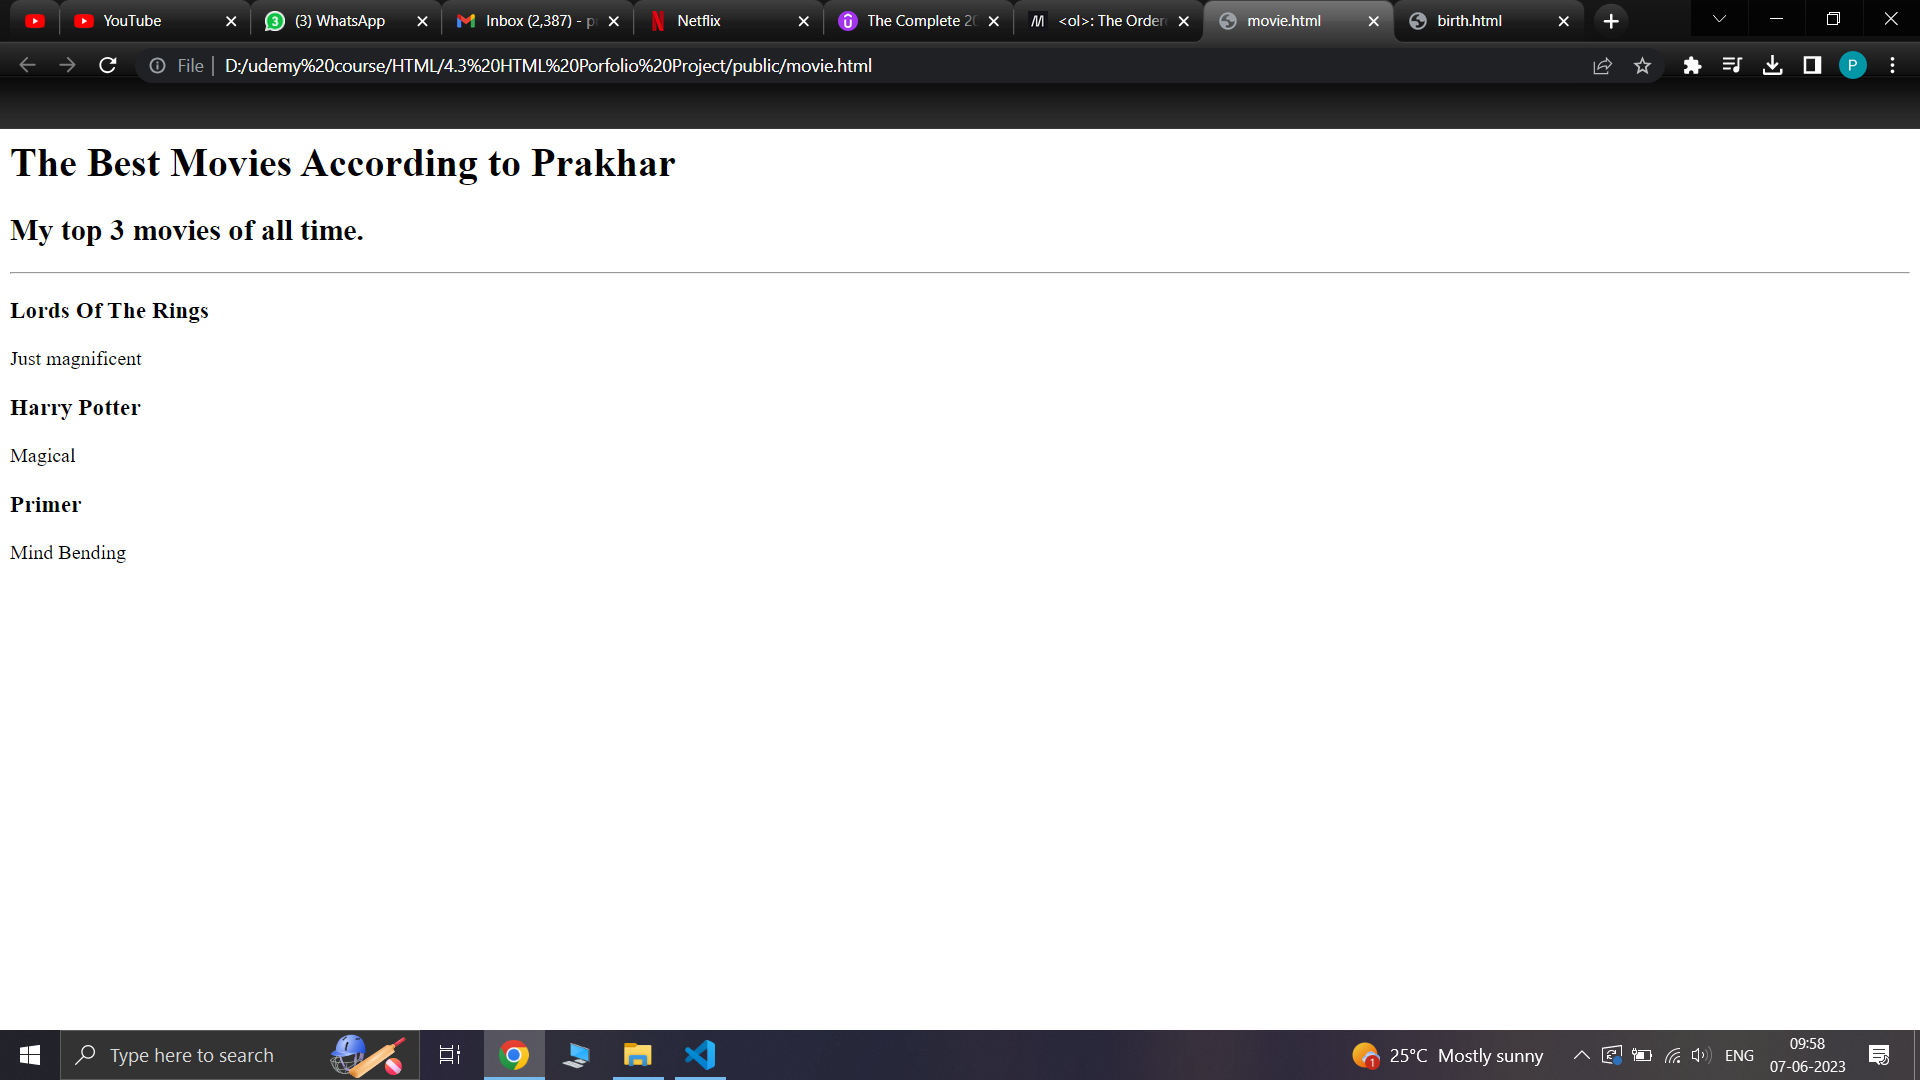 YouTube
(3) WhatsApp
Inbox (2,387) - p
Netflix
The Complete 20
<ol>: The Order
movie.html
birth.html
File
D:/udemy%20course/HTML/4.3%20HTML%20Porfolio%20Project/public/movie.html
P
The Best Movies According to Prakhar
My top 3 movies of all time.
Lords Of The Rings
Just magnificent
Harry Potter
Magical
Primer
Mind Bending
Type here to search
1
25°C Mostly sunny
ENG
09:58
07-06-2023